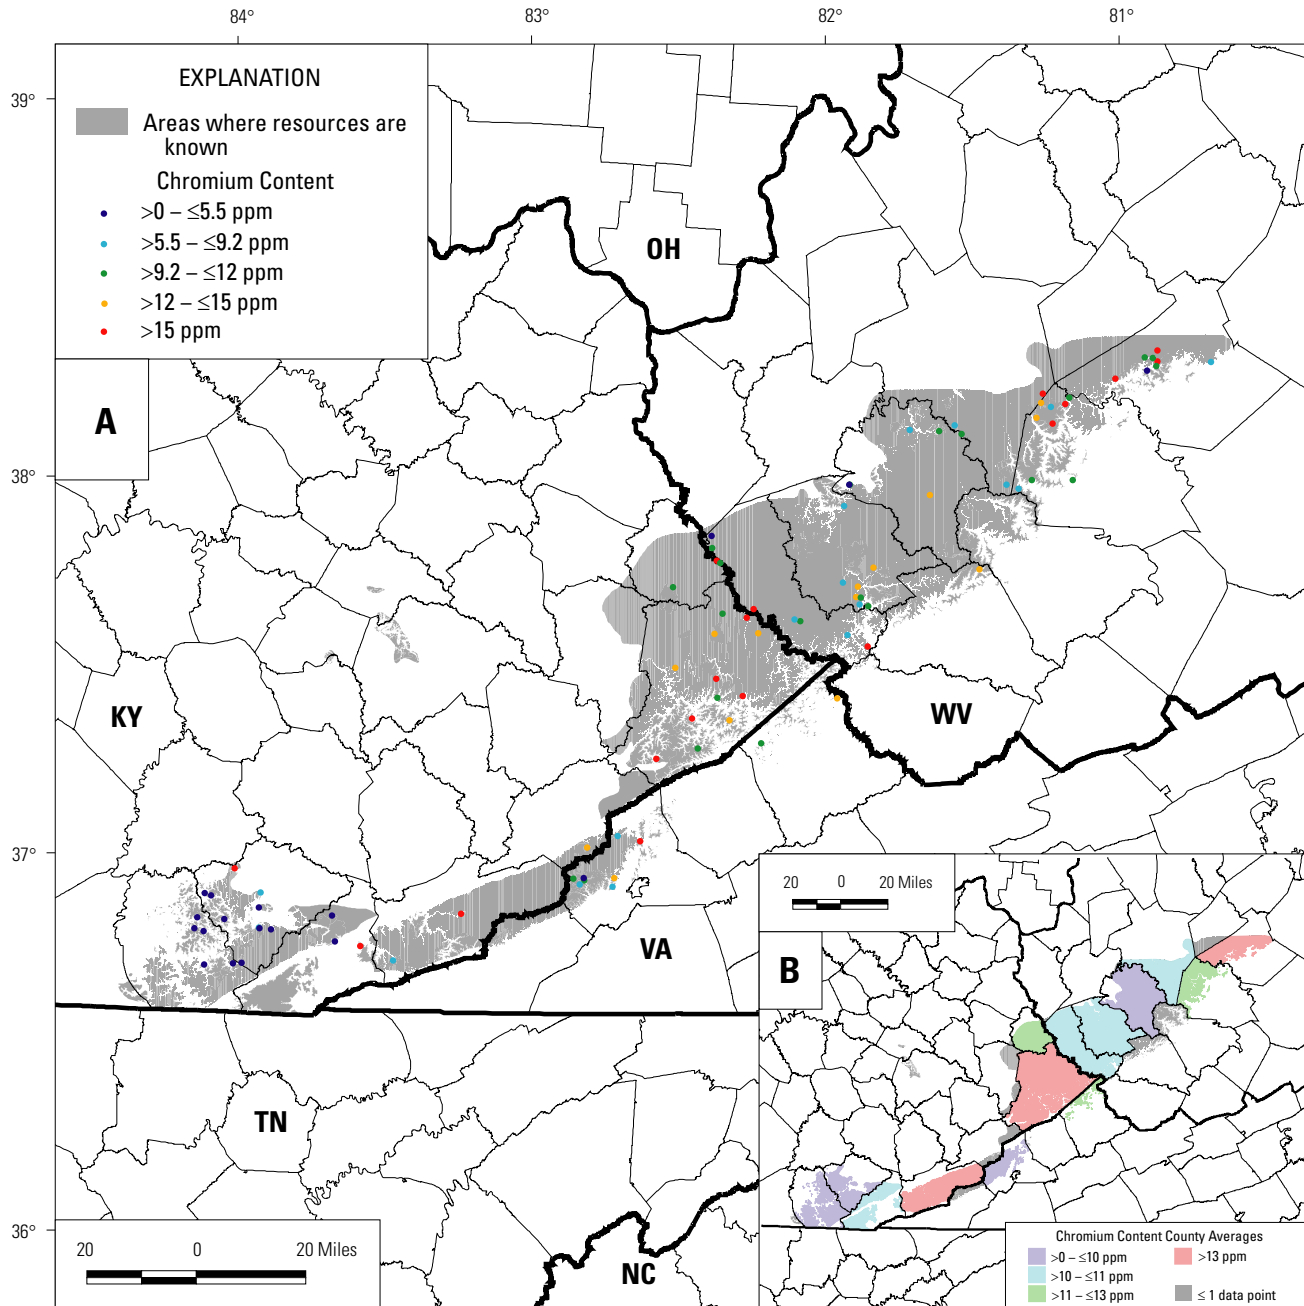 84°
83°
82°
81°
39°
38°
37°
36°
EXPLANATION
Areas where resources are
known
Chromium Content
>0 – ≤5.5 ppm
>5.5 – ≤9.2 ppm
>9.2 – ≤12 ppm
>12 – ≤15 ppm
>15 ppm
A
OH
KY
WV
VA
TN
NC
20 0 20 Miles
20 0 20 Miles
B
Chromium Content County Averages
>0 – ≤10 ppm
>10 – ≤11 ppm
>11 – ≤13 ppm
>13 ppm
≤ 1 data point